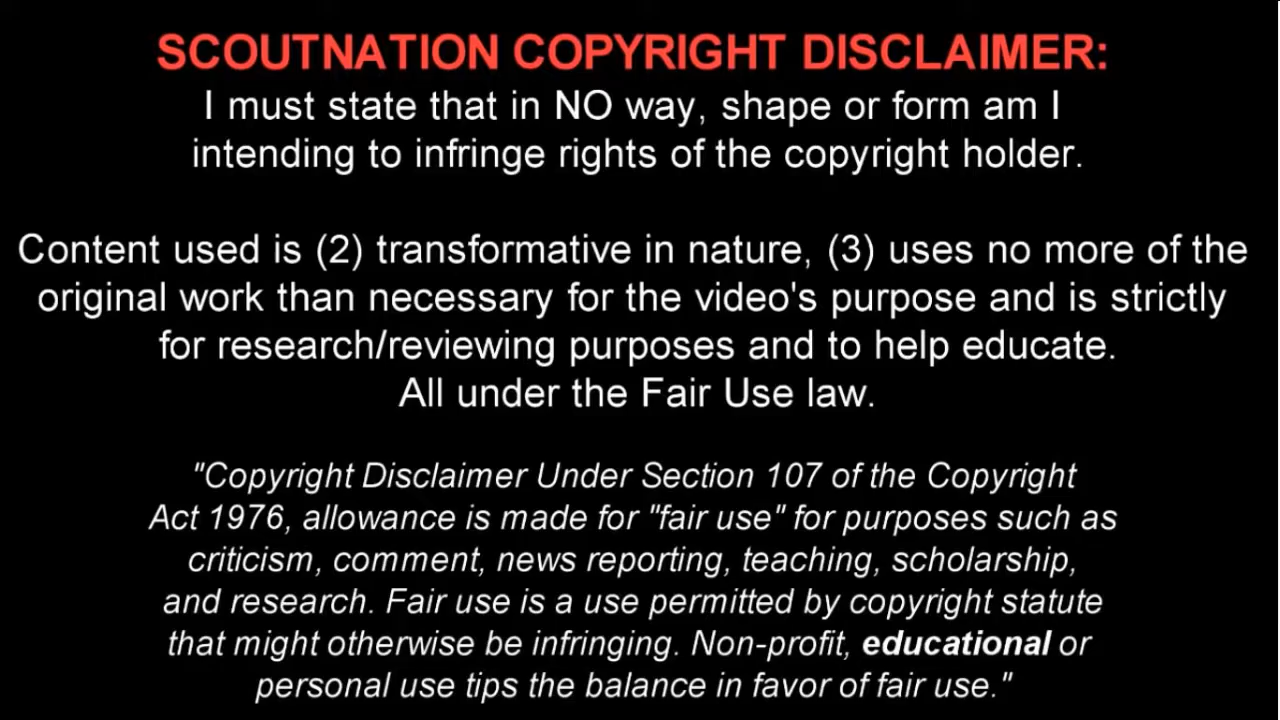 SCOUTNATION COPYRIGHT DISCLAIMER:
I must state that in NO way, shape or form am I
intending to infringe rights of the copyright holder.
Content used is (2) transformative in nature, (3) uses no more of the
original work than necessary for the video's purpose and is strictly
for research/reviewing purposes and to help educate.
All under the Fair Use law.
"Copyright Disclaimer Under Section 107 of the Copyright
Act 1976, allowance is made for "fair use" for purposes such as
criticism, comment, news reporting, teaching, scholarship,
and research. Fair use is a use permitted by copyright statute
that might otherwise be infringing. Non-profit, educational or
personal use tips the balance in favor of fair use."